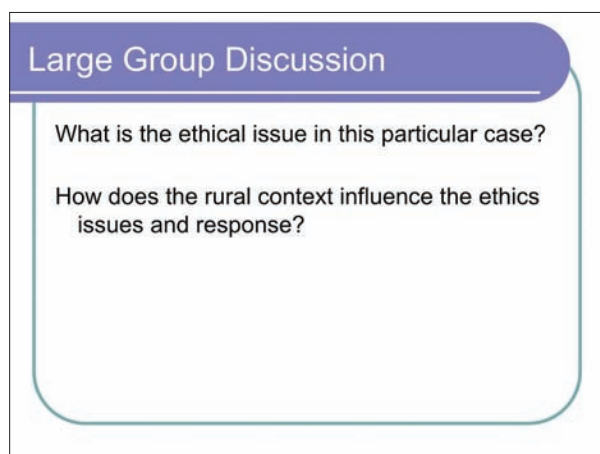 Large Group Discussion
What is the ethical issue in this particular case?
How does the rural context influence the ethics
issues and response?